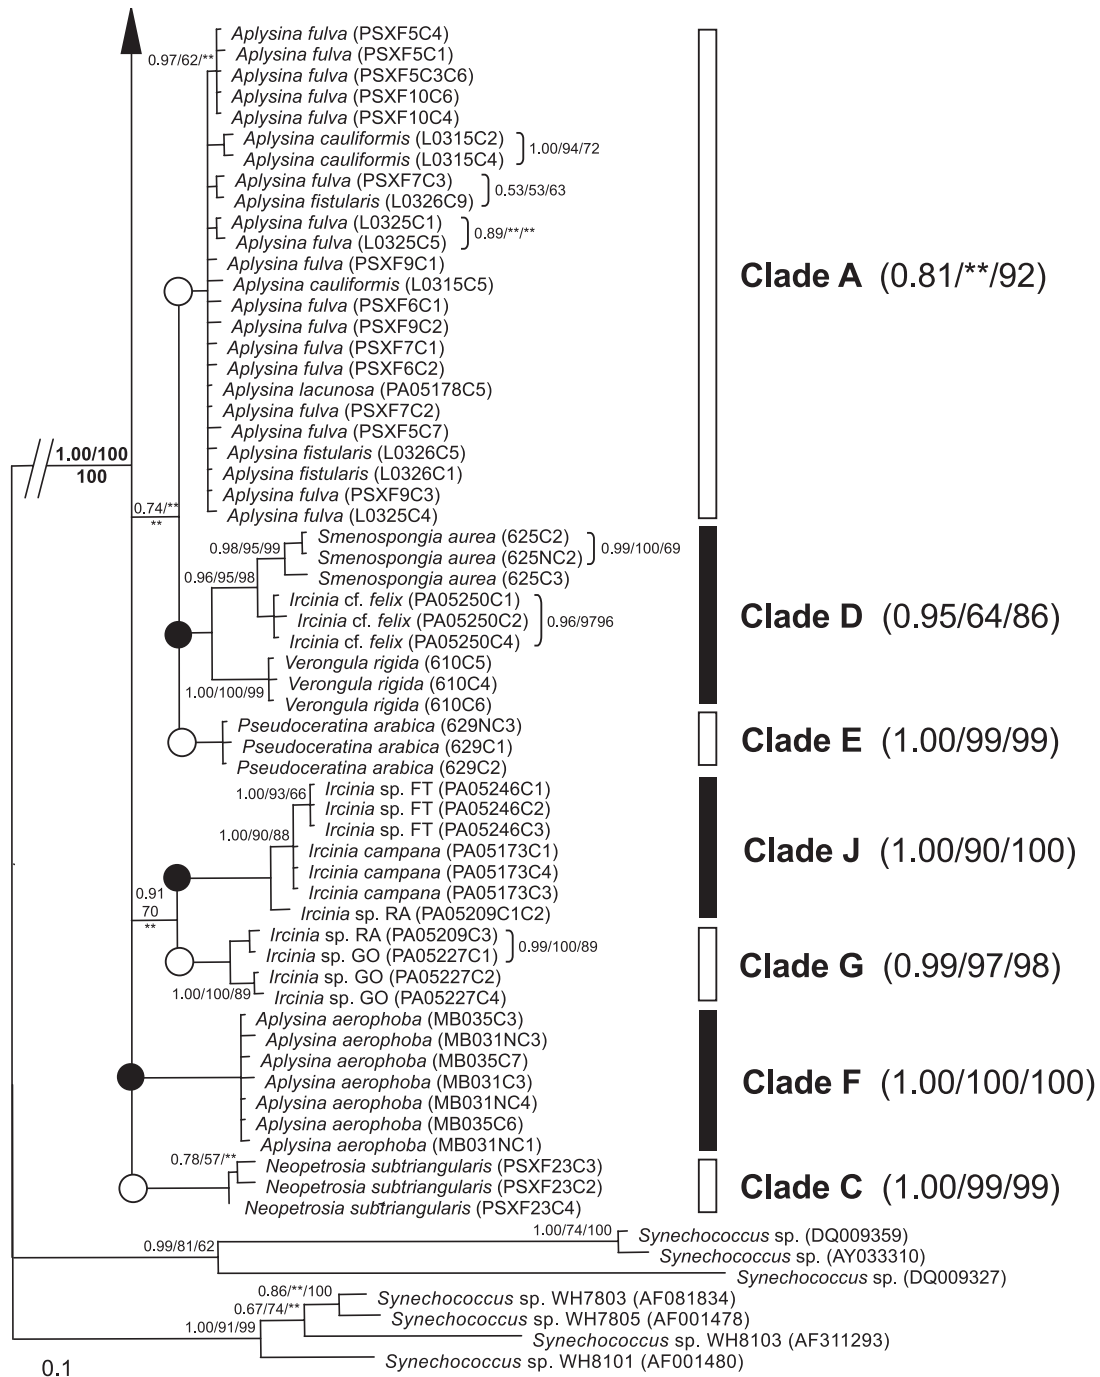 Aplysina fulva (PSXF5C4)
Aplysina fulva (PSXF5C1)
0.97/62/**
Aplysina fulva (PSXF5C3C6)
Aplysina fulva (PSXF10C6)
Aplysina fulva (PSXF10C4)
Aplysina cauliformis (L0315C2)
Aplysina cauliformis (L0315C4)
1.00/94/72
Aplysina fulva (PSXF7C3)
Aplysina fistularis (L0326C9)
0.53/53/63
Aplysina fulva (L0325C1)
Aplysina fulva (L0325C5)
0.89/**/**
Aplysina fulva (PSXF9C1)
Aplysina cauliformis (L0315C5)
Clade A (0.81/**/92)
Aplysina fulva (PSXF6C1)
Aplysina fulva (PSXF9C2)
Aplysina fulva (PSXF7C1)
Aplysina fulva (PSXF6C2)
Aplysina lacunosa (PA05178C5)
Aplysina fulva (PSXF7C2)
Aplysina fulva (PSXF5C7)
Aplysina fistularis (L0326C5)
1.00/100
100
Aplysina fistularis (L0326C1)
Aplysina fulva (PSXF9C3)
Aplysina fulva (L0325C4)
0.74/**
**
Smenospongia aurea (625C2)
Smenospongia aurea (625NC2)
0.99/100/69
0.98/95/99
Smenospongia aurea (625C3)
0.96/95/98
Ircinia cf. felix (PA05250C1)
Ircinia cf. felix (PA05250C2)
0.96/9796
Ircinia cf. felix (PA05250C4)
Clade D (0.95/64/86)
Verongula rigida (610C5)
Verongula rigida (610C4)
1.00/100/99
Verongula rigida (610C6)
Pseudoceratina arabica (629NC3)
Pseudoceratina arabica (629C1)
Pseudoceratina arabica (629C2)
Clade E (1.00/99/99)
Ircinia sp. FT (PA05246C1)
1.00/93/66
Ircinia sp. FT (PA05246C2)
Ircinia sp. FT (PA05246C3)
1.00/90/88
Ircinia campana (PA05173C1)
Clade J (1.00/90/100)
Ircinia campana (PA05173C4)
Ircinia campana (PA05173C3)
0.91
70
**
Ircinia sp. RA (PA05209C1C2)
Ircinia sp. RA (PA05209C3)
Ircinia sp. GO (PA05227C1)
0.99/100/89
Ircinia sp. GO (PA05227C2)
Clade G (0.99/97/98)
1.00/100/89
Ircinia sp. GO (PA05227C4)
Aplysina aerophoba (MB035C3)
Aplysina aerophoba (MB031NC3)
Aplysina aerophoba (MB035C7)
Aplysina aerophoba (MB031C3)
Clade F (1.00/100/100)
Aplysina aerophoba (MB031NC4)
Aplysina aerophoba (MB035C6)
Aplysina aerophoba (MB031NC1)
0.78/57/**
Neopetrosia subtriangularis (PSXF23C3)
Neopetrosia subtriangularis (PSXF23C2)
Neopetrosia subtriangularis (PSXF23C4)
Clade C (1.00/99/99)
1.00/74/100
Synechococcus sp. (DQ009359)
0.99/81/62
Synechococcus sp. (AY033310)
Synechococcus sp. (DQ009327)
0.86/**/100
Synechococcus sp. WH7803 (AF081834)
0.67/74/**
Synechococcus sp. WH7805 (AF001478)
1.00/91/99
Synechococcus sp. WH8103 (AF311293)
Synechococcus sp. WH8101 (AF001480)
0.1